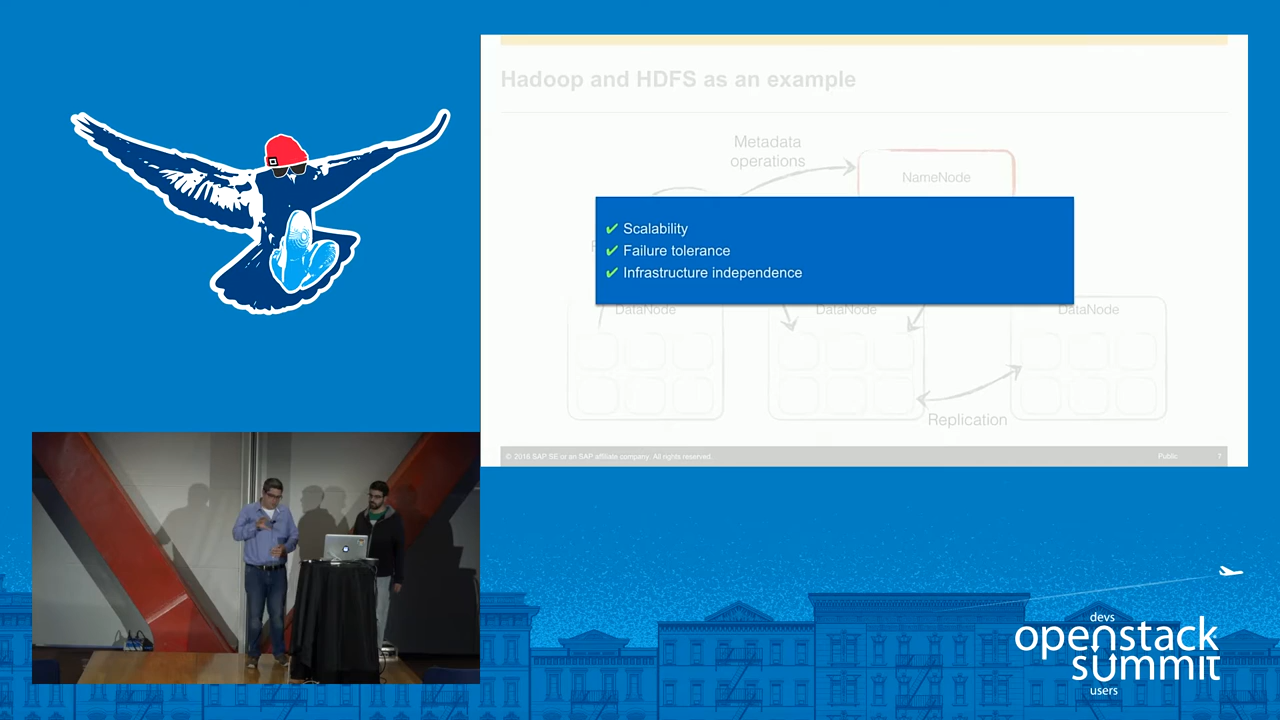 Hadoop and HDFS as an example
Metadata
operations
NameNode
✔ Scalability
✔ Failure tolerance
✔ Infrastructure independence
DataNode
DataNode
DataNode
Replication
© 2016 SAP SE or an SAP affiliate company. All rights reserved.
Public
7
devs
openstack
summit
users